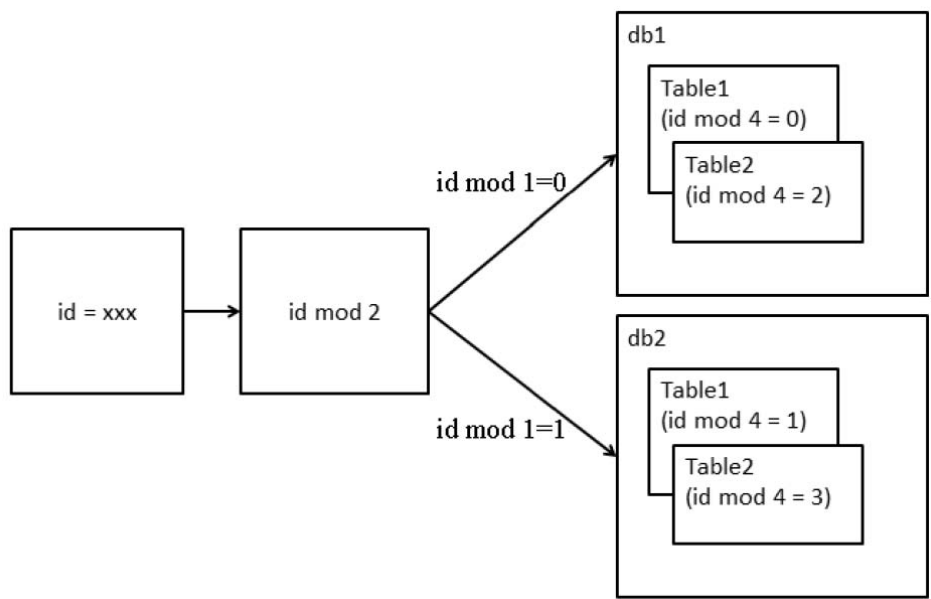 id = xxx
id mod 2
id mod 1=0
id mod 1=1
db1
Table1
(id mod 4 = 0)
Table2
(id mod 4 = 2)
db2
Table1
(id mod 4 = 1)
Table2
(id mod 4 = 3)